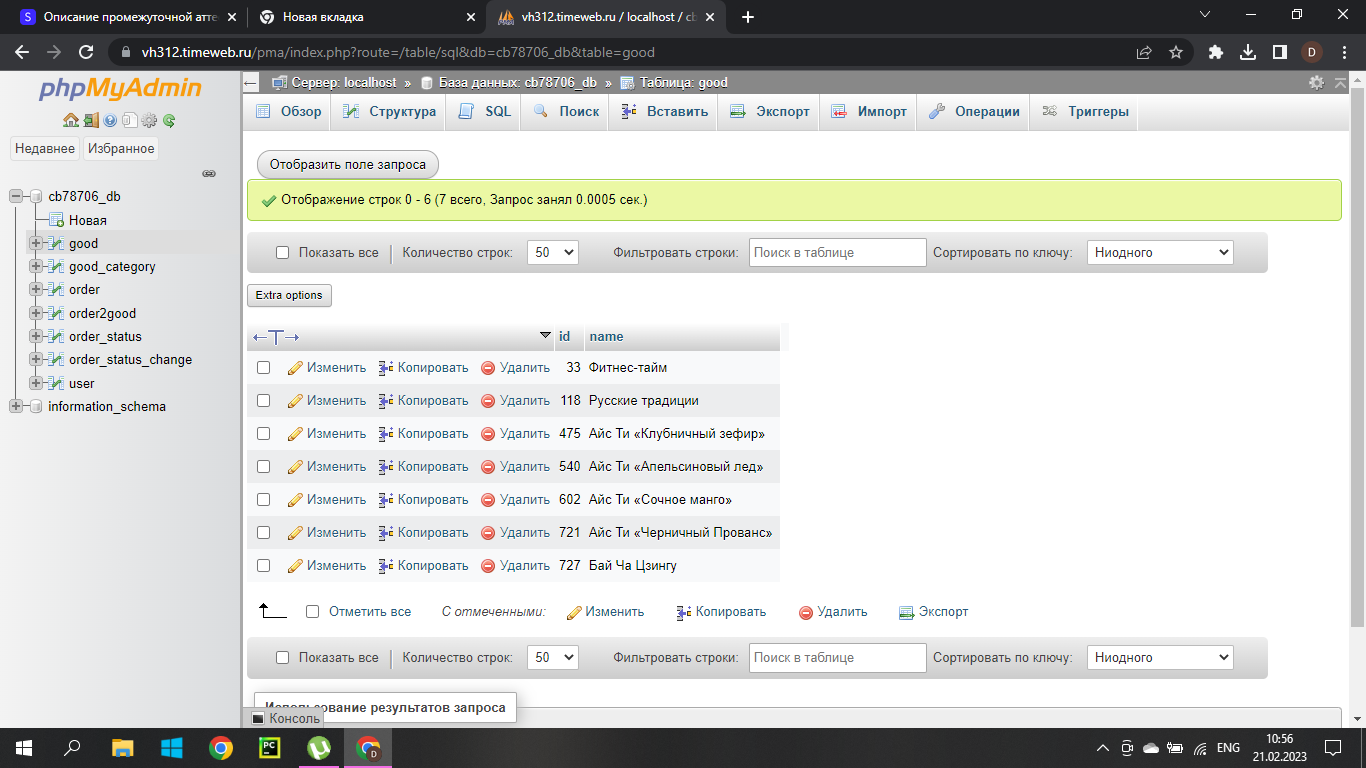 Описание промежуточной атте
Новая вкладка
vh312.timeweb.ru / localhost / cb
vh312.timeweb.ru/pma/index.php?route=/table/sql&db=cb78706_db&table=good
D
phpMyAdmin
Недавнее Избранное
cb78706_db
Новая
good
good_category
order
order2good
order_status
order_status_change
user
information_schema
Сервер: localhost » База данных: cb78706_db » Таблица: good
Обзор Структура SQL Поиск Вставить Экспорт Импорт Операции Триггеры
Отобразить поле запроса
Отображение строк 0 - 6 (7 всего, Запрос занял 0.0005 сек.)
Показать все Количество строк: 50 Фильтровать строки: Поиск в таблице Сортировать по ключу: Ниодного
Extra options
id name
Изменить Копировать Удалить 33 Фитнес-тайм
Изменить Копировать Удалить 118 Русские традиции
Изменить Копировать Удалить 475 Айс Ти «Клубничный зефир»
Изменить Копировать Удалить 540 Айс Ти «Апельсиновый лед»
Изменить Копировать Удалить 602 Айс Ти «Сочное манго»
Изменить Копировать Удалить 721 Айс Ти «Черничный Прованс»
Изменить Копировать Удалить 727 Бай Ча Цзингу
Отметить все С отмеченными: Изменить Копировать Удалить Экспорт
Показать все Количество строк: 50 Фильтровать строки: Поиск в таблице Сортировать по ключу: Ниодного
Использование результатов запроса
Консоль
ENG
10:56
21.02.2023